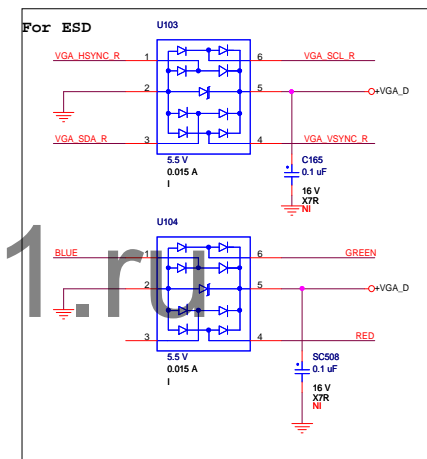 For ESD
U103
VGA_HSYNC_R 1 6 VGA_SCL_R
2 5 +VGA_D
VGA_SDA_R 3 4 VGA_VSYNC_R
5.5 V
0.015 A
I
C165
0.1 uF
16 V
X7R
NI
U104
BLUE 1 6 GREEN
2 5 +VGA_D
3 4 RED
5.5 V
0.015 A
I
SC508
0.1 uF
16 V
X7R
NI
1.ru